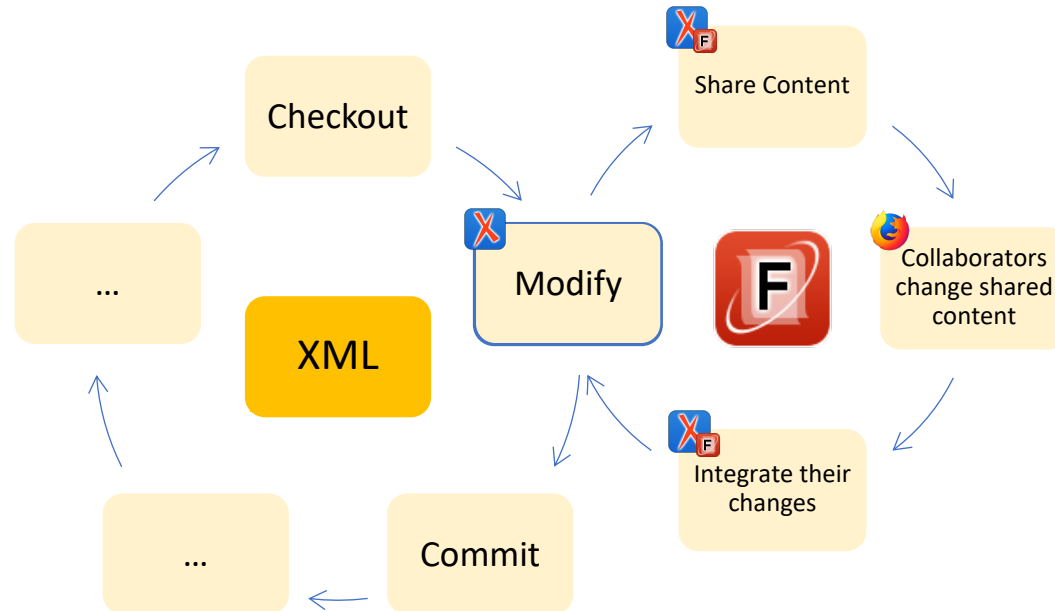 Share Content
Checkout
Collaborators
change shared
content
Modify
F
...
XML
Integrate their
changes
Commit
...